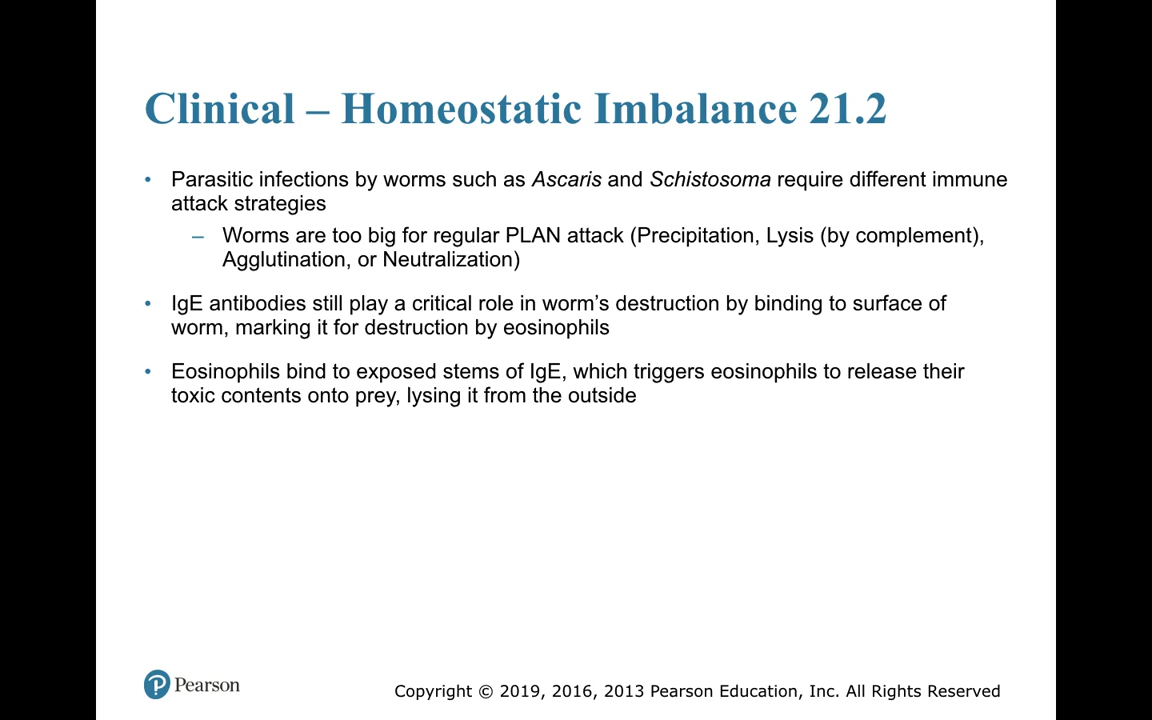 Clinical – Homeostatic Imbalance 21.2
• Parasitic infections by worms such as Ascaris and Schistosoma require different immune
attack strategies
– Worms are too big for regular PLAN attack (Precipitation, Lysis (by complement),
Agglutination, or Neutralization)
• IgE antibodies still play a critical role in worm’s destruction by binding to surface of
worm, marking it for destruction by eosinophils
• Eosinophils bind to exposed stems of IgE, which triggers eosinophils to release their
toxic contents onto prey, lysing it from the outside
P Pearson
Copyright © 2019, 2016, 2013 Pearson Education, Inc. All Rights Reserved